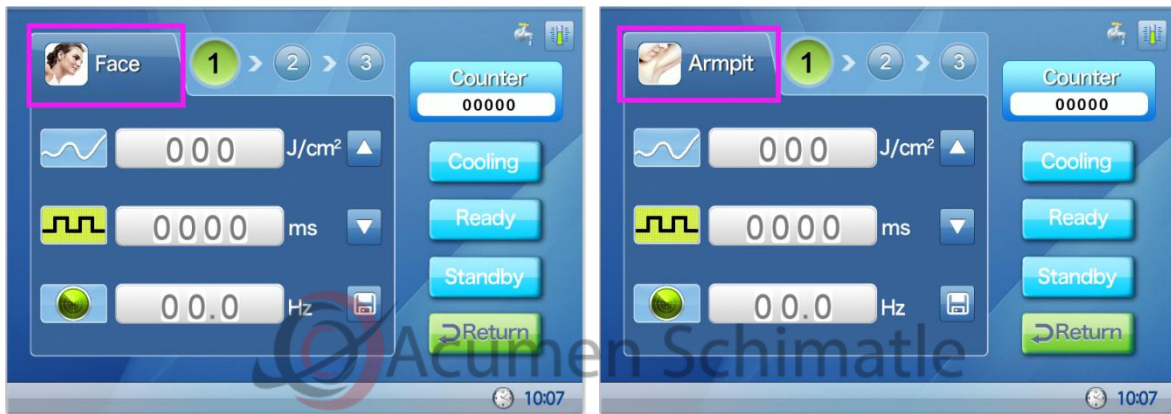 Face
1 > 2 > 3
Counter
00000
000 J/cm²
0000 ms
00.0 Hz
Cooling
Ready
Standby
Return
10:07
Armpit
1 > 2 > 3
Counter
00000
000 J/cm²
0000 ms
00.0 Hz
Cooling
Ready
Standby
Return
10:07
Acumen Schimatle